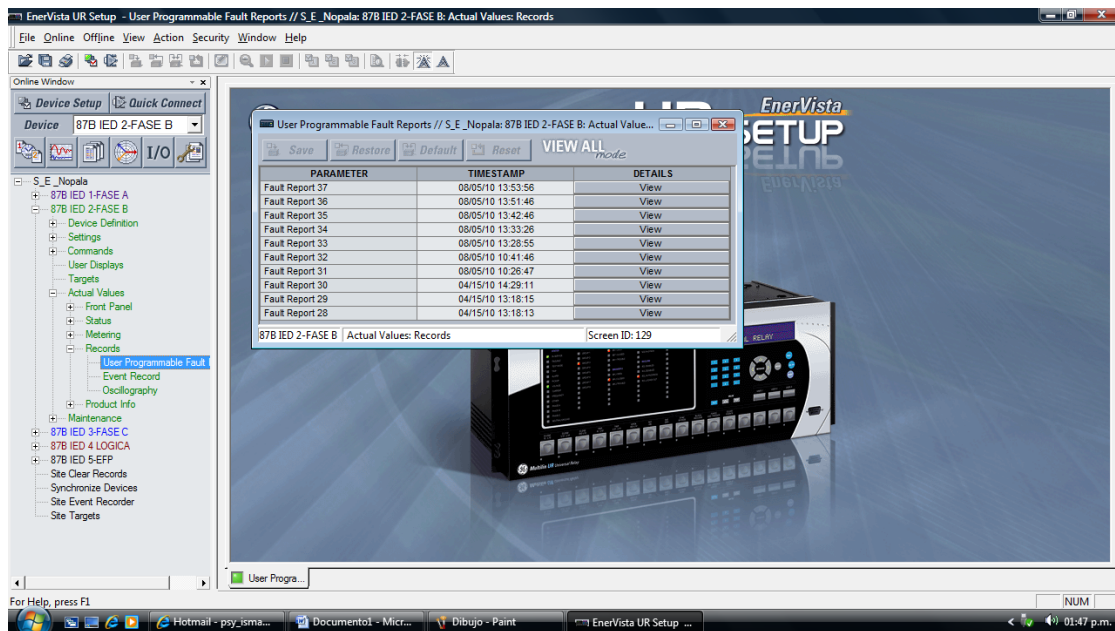 EnerVista UR Setup - User Programmable Fault Reports // S_E_Nopala: 87B IED 2-FASE B: Actual Values: Records
File Online Offline View Action Security Window Help
Online Window
Device Setup Quick Connect
Device 87B IED 2-FASE B
I/O
S_E _Nopala
87B IED 1-FASE A
87B IED 2-FASE B
Device Definition
Settings
Commands
User Displays
Targets
Actual Values
Front Panel
Status
Metering
Records
User Programmable Fault
Event Record
Oscillography
Product Info
Maintenance
87B IED 3-FASE C
87B IED 4 LOGICA
87B IED 5-EFP
Site Clear Records
Synchronize Devices
Site Event Recorder
Site Targets
EnerVista
SETUP
User Programmable Fault Reports // S_E _Nopala: 87B IED 2-FASE B: Actual Value...
Save Restore Default Reset VIEW ALL mode
PARAMETER TIMESTAMP DETAILS
Fault Report 37 08/05/10 13:53:56 View
Fault Report 36 08/05/10 13:51:46 View
Fault Report 35 08/05/10 13:42:46 View
Fault Report 34 08/05/10 13:33:26 View
Fault Report 33 08/05/10 13:28:55 View
Fault Report 32 08/05/10 10:41:46 View
Fault Report 31 08/05/10 10:26:47 View
Fault Report 30 04/15/10 14:29:11 View
Fault Report 29 04/15/10 13:18:15 View
Fault Report 28 04/15/10 13:18:13 View
87B IED 2-FASE B Actual Values: Records Screen ID: 129
RELAY
User Progra...
For Help, press F1
NUM
Hotmail - psy_isma... Documento1 - Micr... Dibujo - Paint EnerVista UR Setup ... 01:47 p.m.